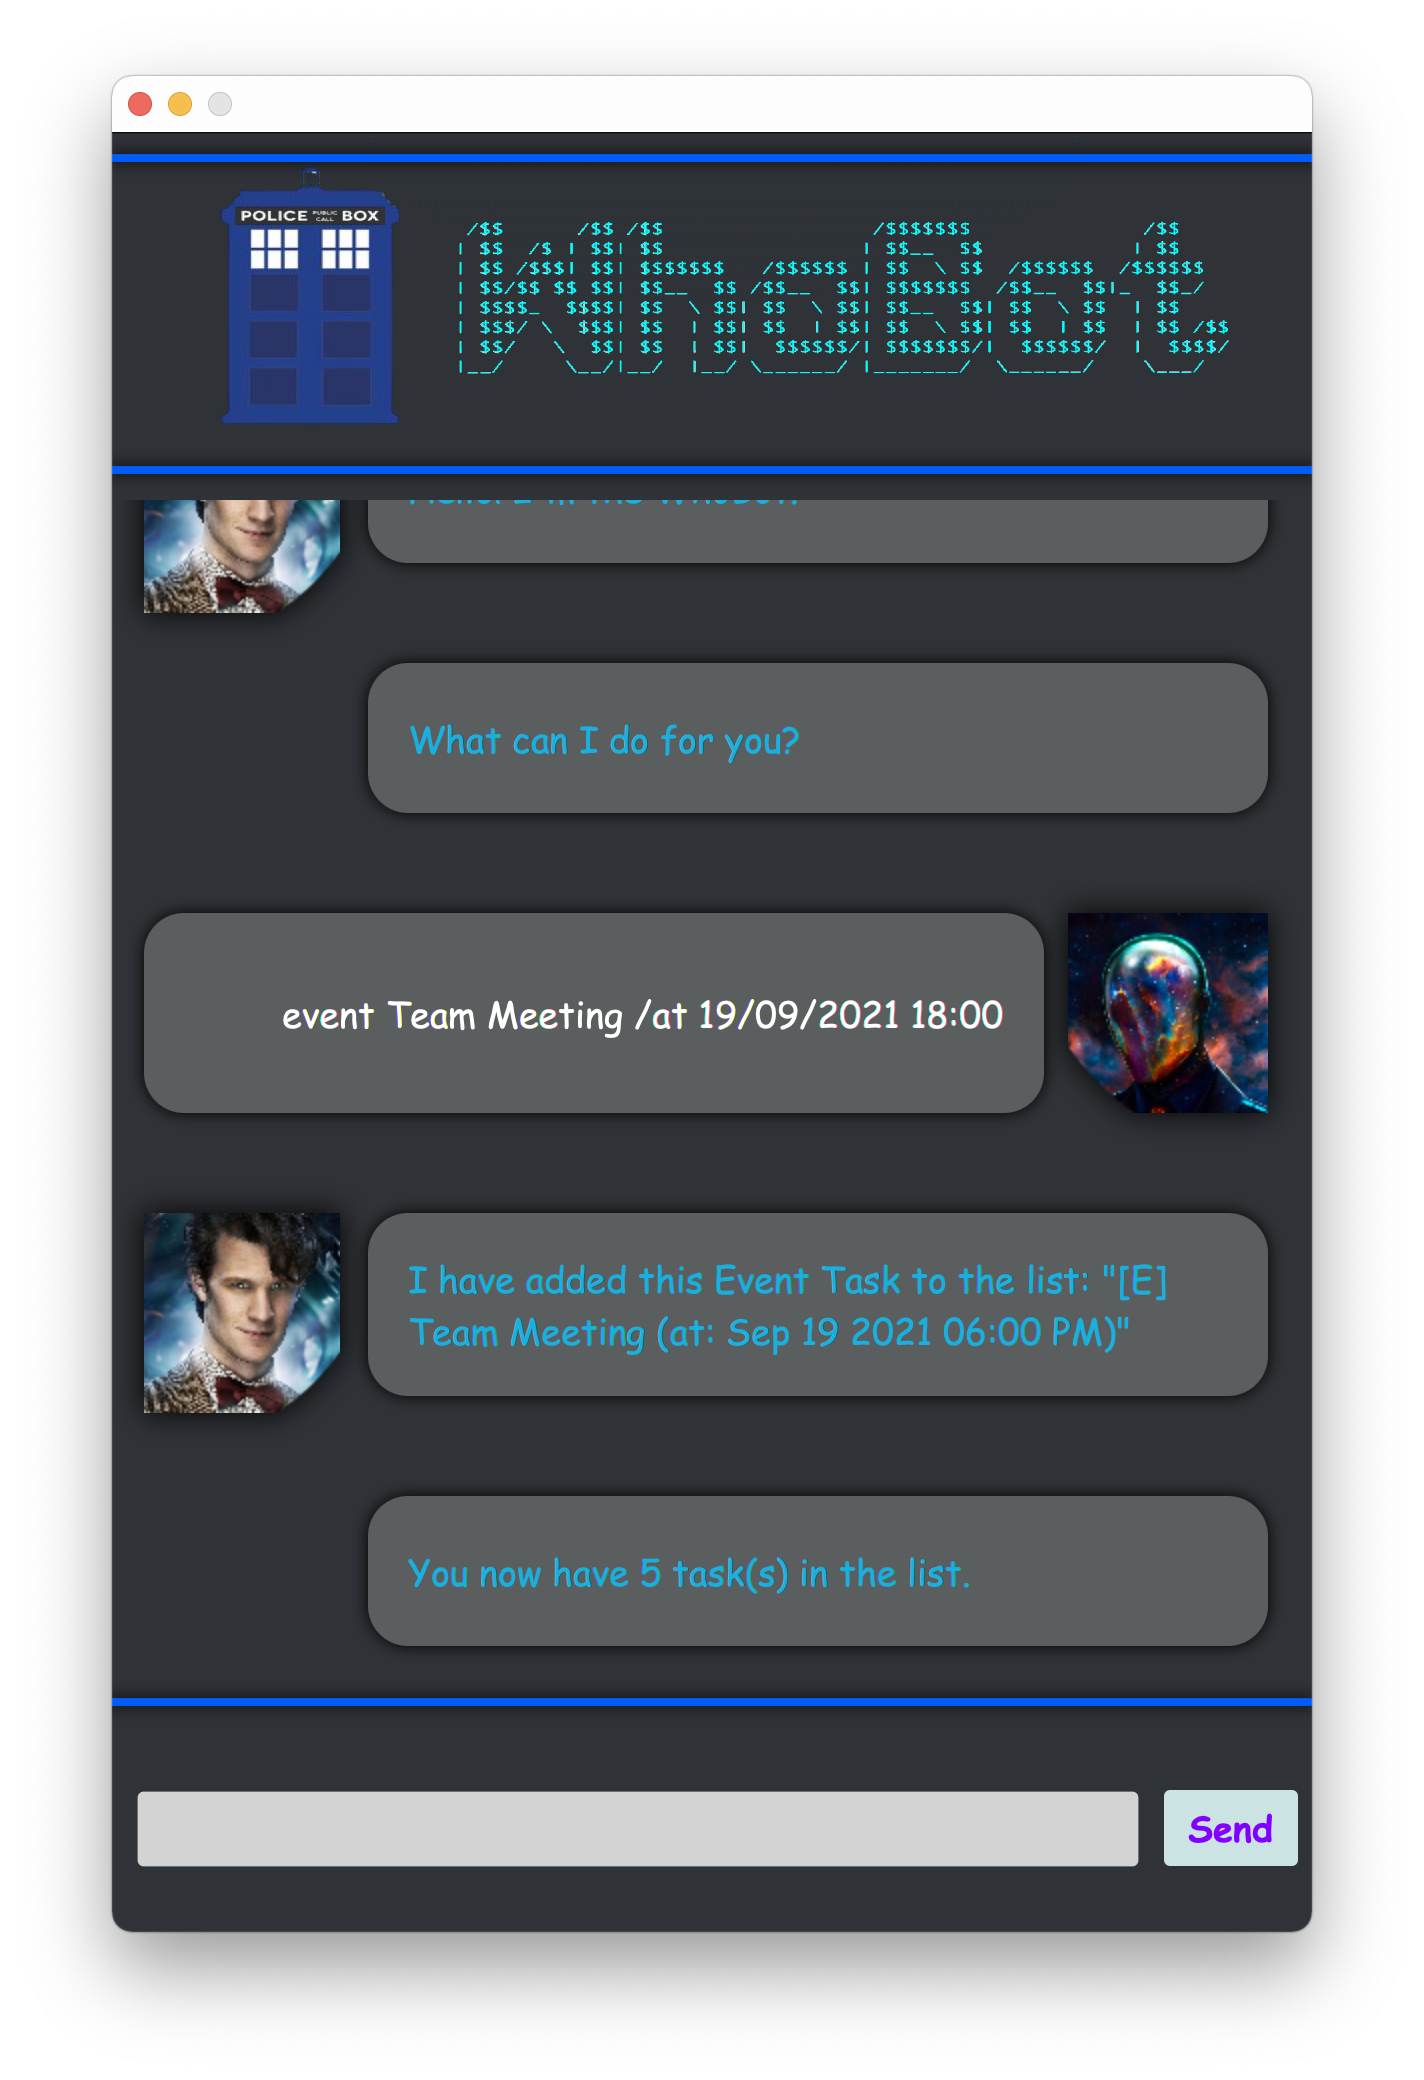 POLICE PUBLIC CALL BOX
WhoBot
What can I do for you?
event Team Meeting /at 19/09/2021 18:00
I have added this Event Task to the list: "[E]
Team Meeting (at: Sep 19 2021 06:00 PM)"
You now have 5 task(s) in the list.
Send